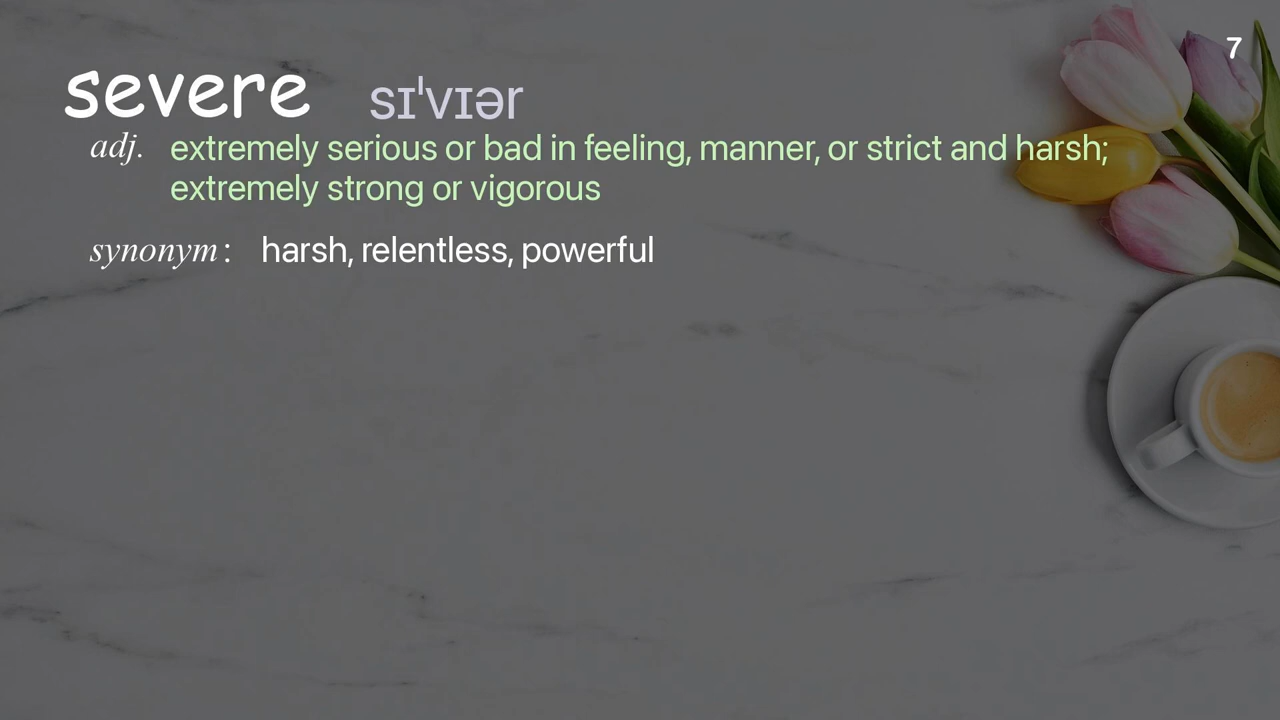 7
severe sɪˈvɪər
adj. extremely serious or bad in feeling, manner, or strict and harsh;
extremely strong or vigorous
synonym: harsh, relentless, powerful